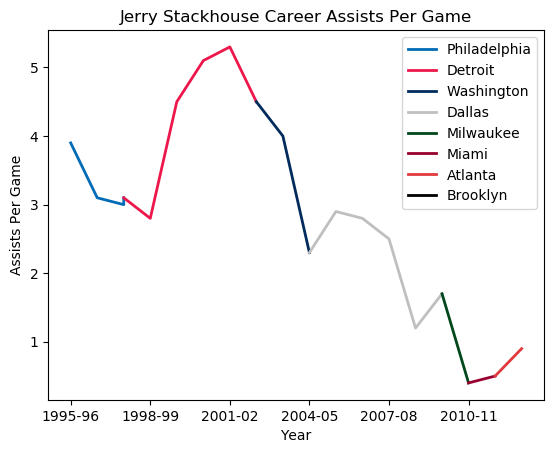 Jerry Stackhouse Career Assists Per Game
Philadelphia
Detroit
Washington
Dallas
Milwaukee
Miami
Atlanta
Brooklyn
Assists Per Game
5
4
3
2
1
1995-96 1998-99 2001-02 2004-05 2007-08 2010-11
Year